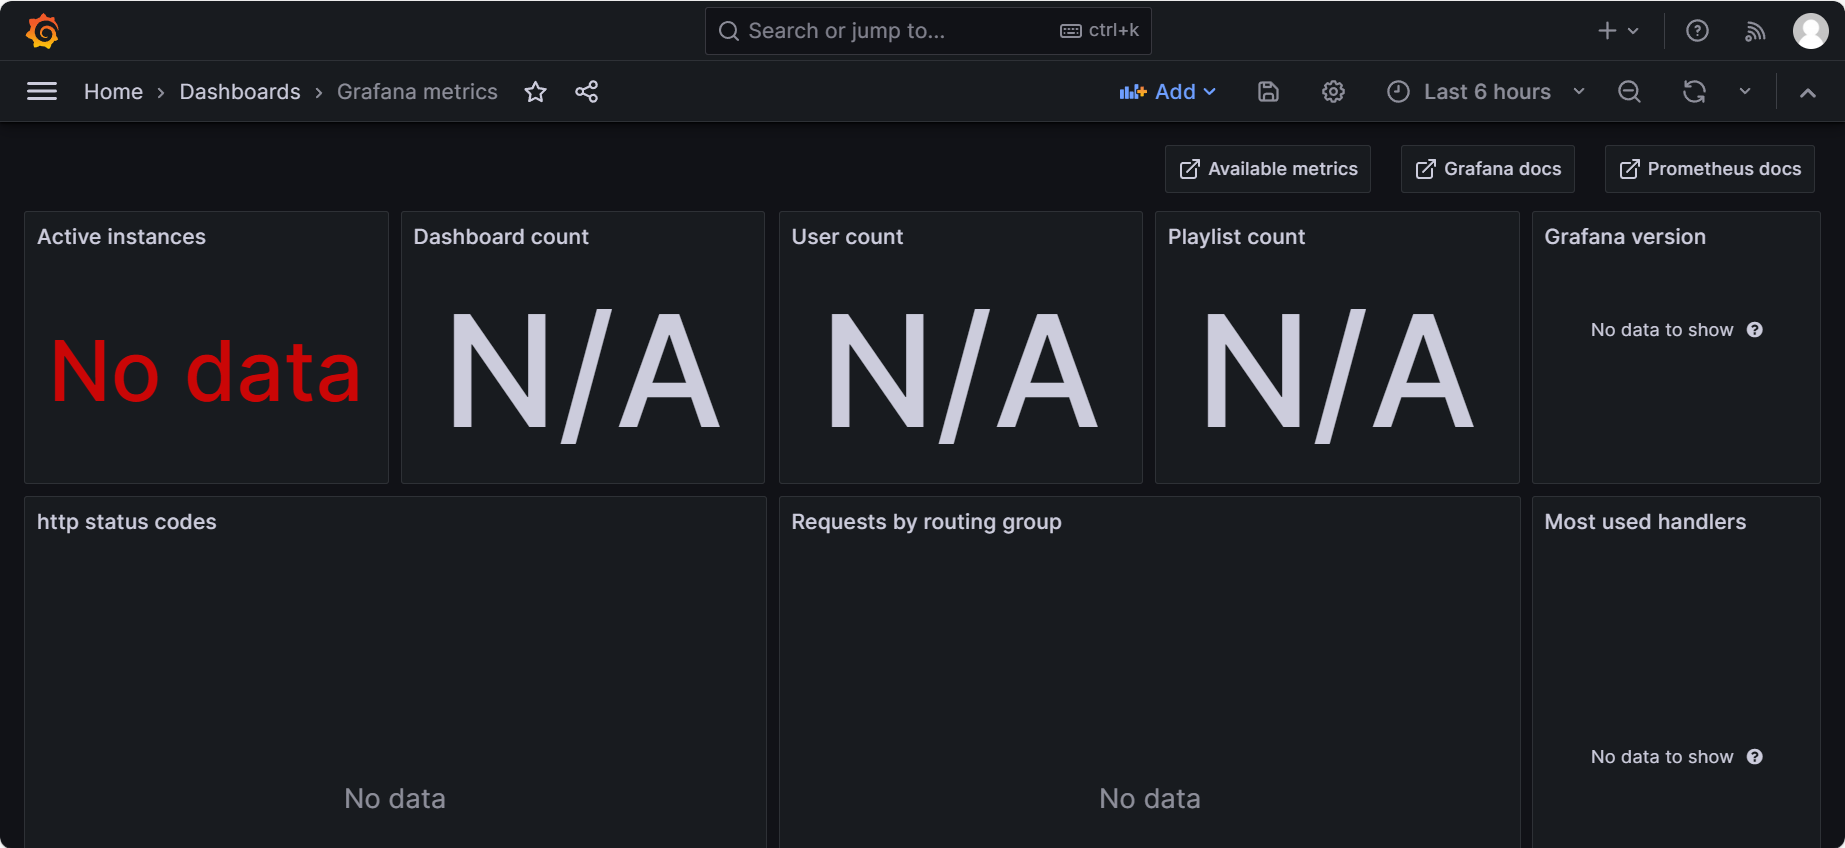 Search or jump to... ctrl+k
Home Dashboards Grafana metrics Add Last 6 hours
Available metrics Grafana docs Prometheus docs
Active instances
No data
Dashboard count
N/A
User count
N/A
Playlist count
N/A
Grafana version
No data to show
http status codes
No data
Requests by routing group
No data
Most used handlers
No data to show